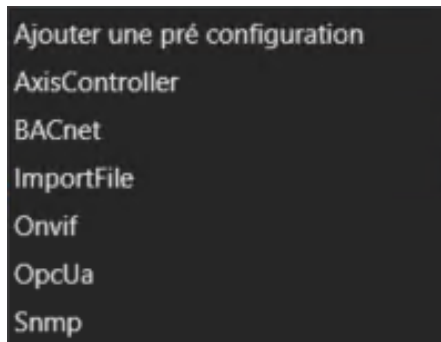 Ajouter une pré configuration
AxisController
BACnet
ImportFile
Onvif
OpcUa
Snmp